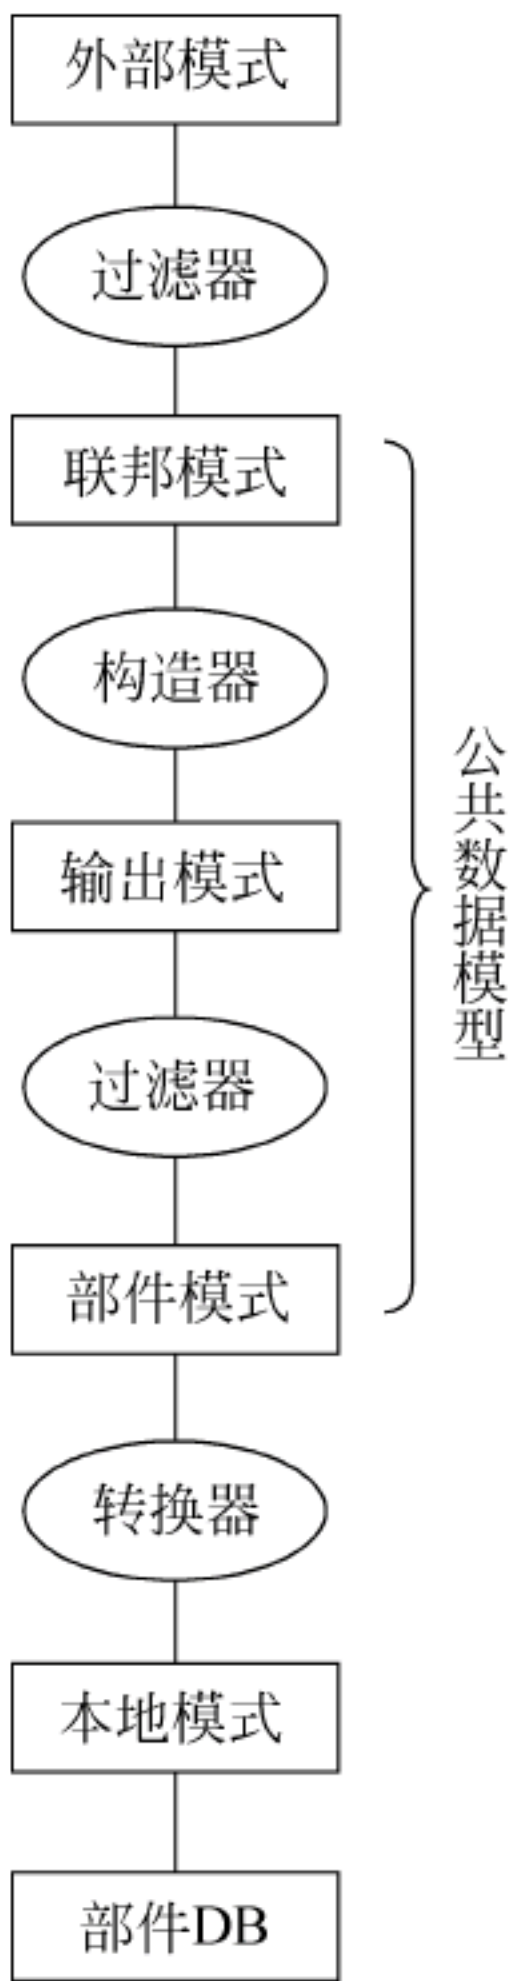 外部模式
过滤器
联邦模式
构造器
输出模式
过滤器
部件模式
转换器
本地模式
部件DB
公共数据模型